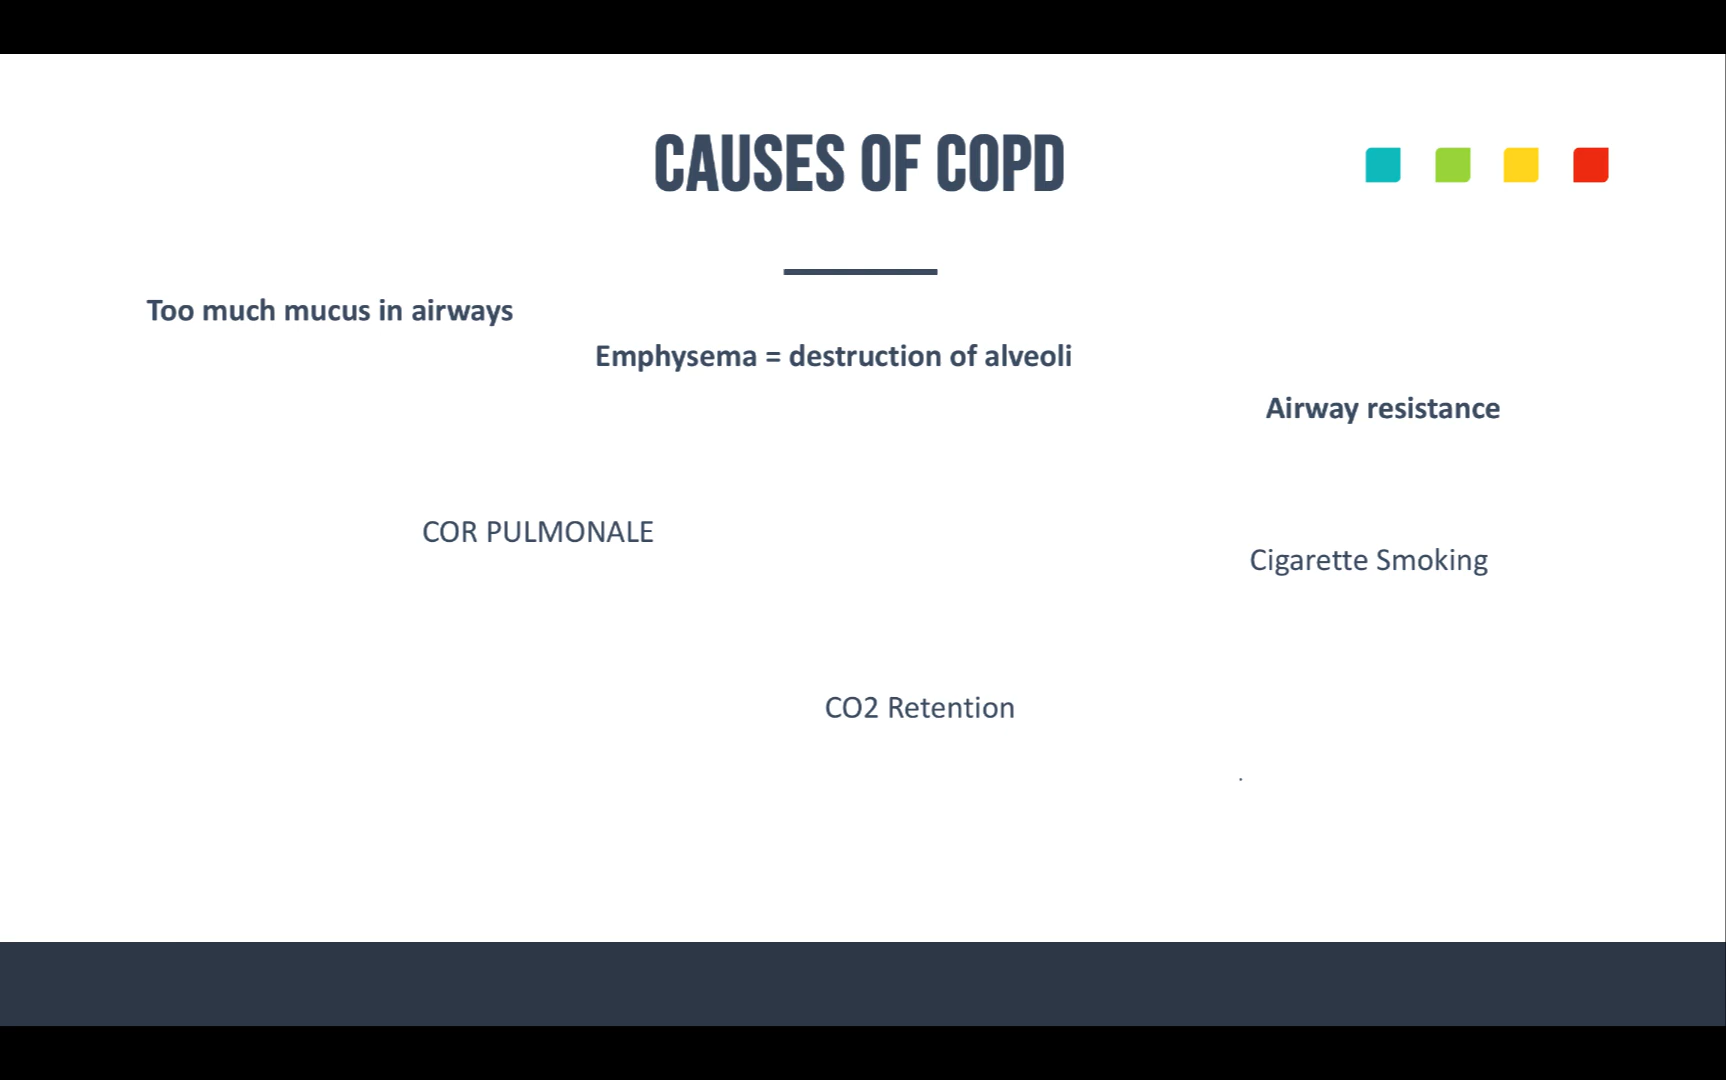 CAUSES OF COPD
Too much mucus in airways
Emphysema = destruction of alveoli
Airway resistance
COR PULMONALE
Cigarette Smoking
CO2 Retention
.